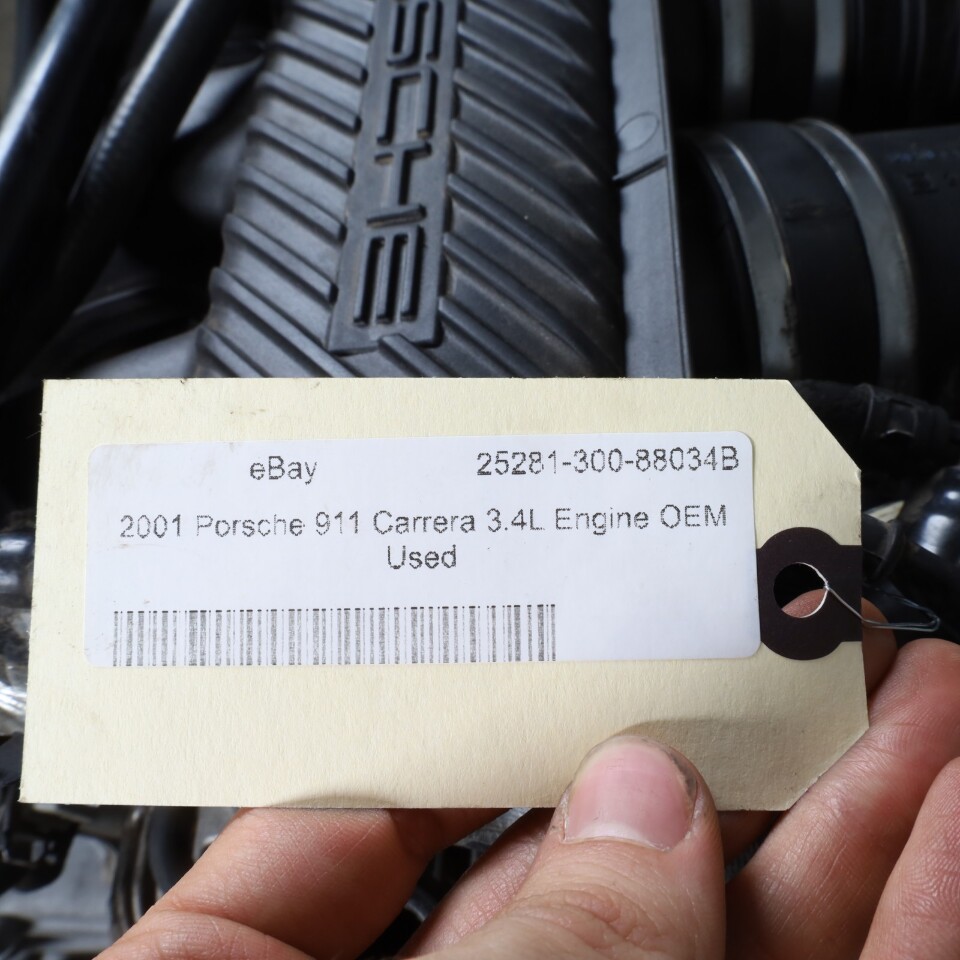 eBay 25281-300-88034B
2001 Porsche 911 Carrera 3.4L Engine OEM
Used